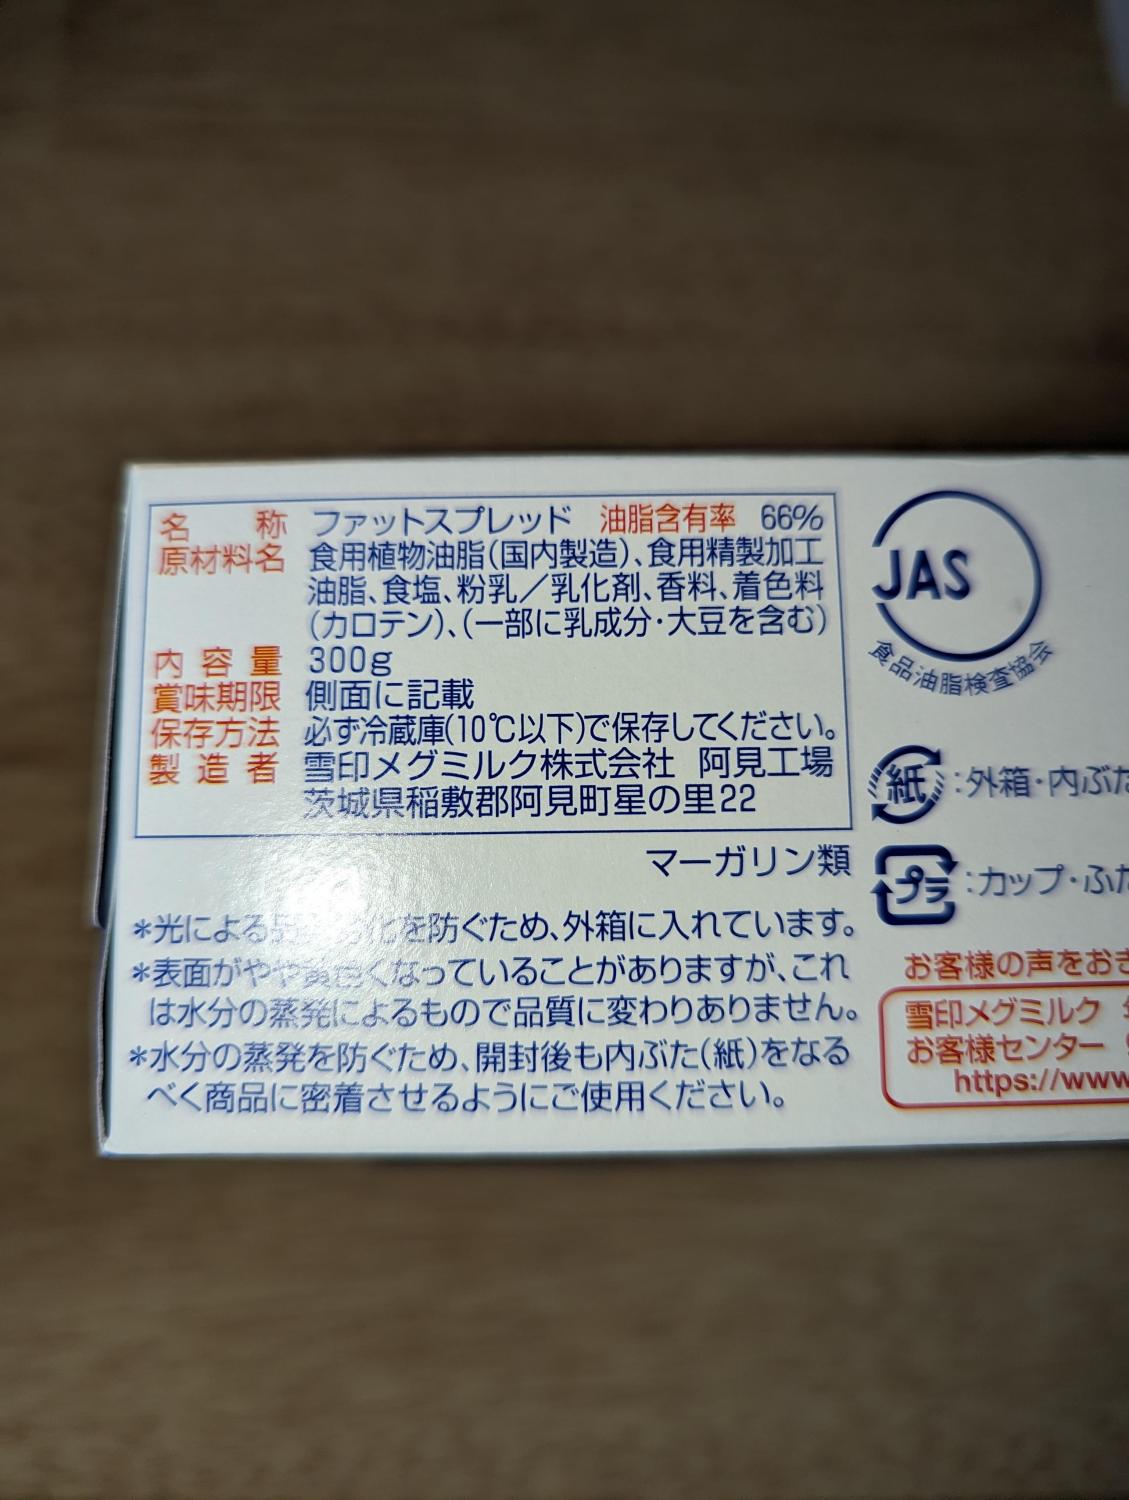 名称 ファットスプレッド 油脂含有率 66%
原材料名 食用植物油脂(国内製造)、食用精製加工
油脂、食塩、粉乳/乳化剤、香料、着色料
(カロテン)、(一部に乳成分・大豆を含む)
内容量 300g
賞味期限 側面に記載
保存方法 必ず冷蔵庫(10℃以下)で保存してください。
製造者 雪印メグミルク株式会社 阿見工場
茨城県稲敷郡阿見町星の里22
マーガリン類
*光による品質劣化を防ぐため、外箱に入れています。
*表面がやや黄色くなっていることがありますが、これ
は水分の蒸発によるもので品質に変わりありません。
*水分の蒸発を防ぐため、開封後も内ぶた(紙)をなる
べく商品に密着させるようにご使用ください。
JAS
食品油脂検査協会
紙:外箱・内ぶた
プラ:カップ・ふた
お客様の声をおき
雪印メグミルク
お客様センター
https://www